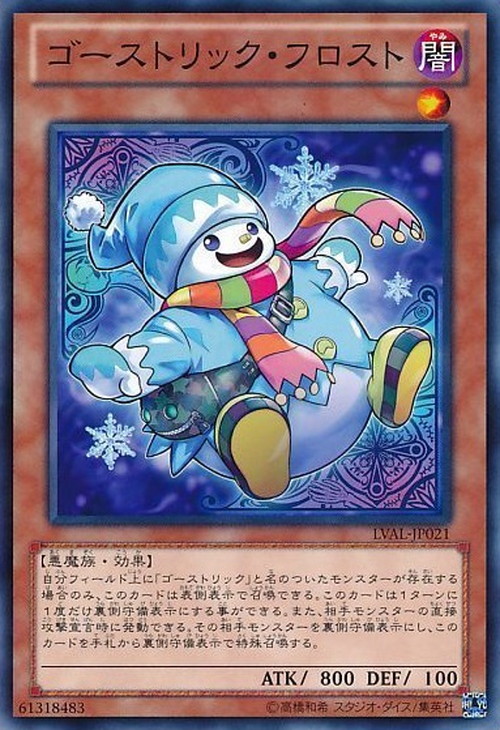 ゴーストリック・フロスト
闇
LVAL-JP021
【悪魔族・効果】
自分フィールド上に「ゴーストリック」と名のついたモンスターが存在する
場合のみ、このカードは表側表示で召喚できる。このカードは1ターンに
1度だけ裏側守備表示にする事ができる。また、相手モンスターの直接
攻撃宣言時に発動できる。その相手モンスターを裏側守備表示にし、この
カードを手札から裏側守備表示で特殊召喚する。
ATK/ 800 DEF/ 100
61318483
©高橋和希 スタジオ・ダイス/集英社